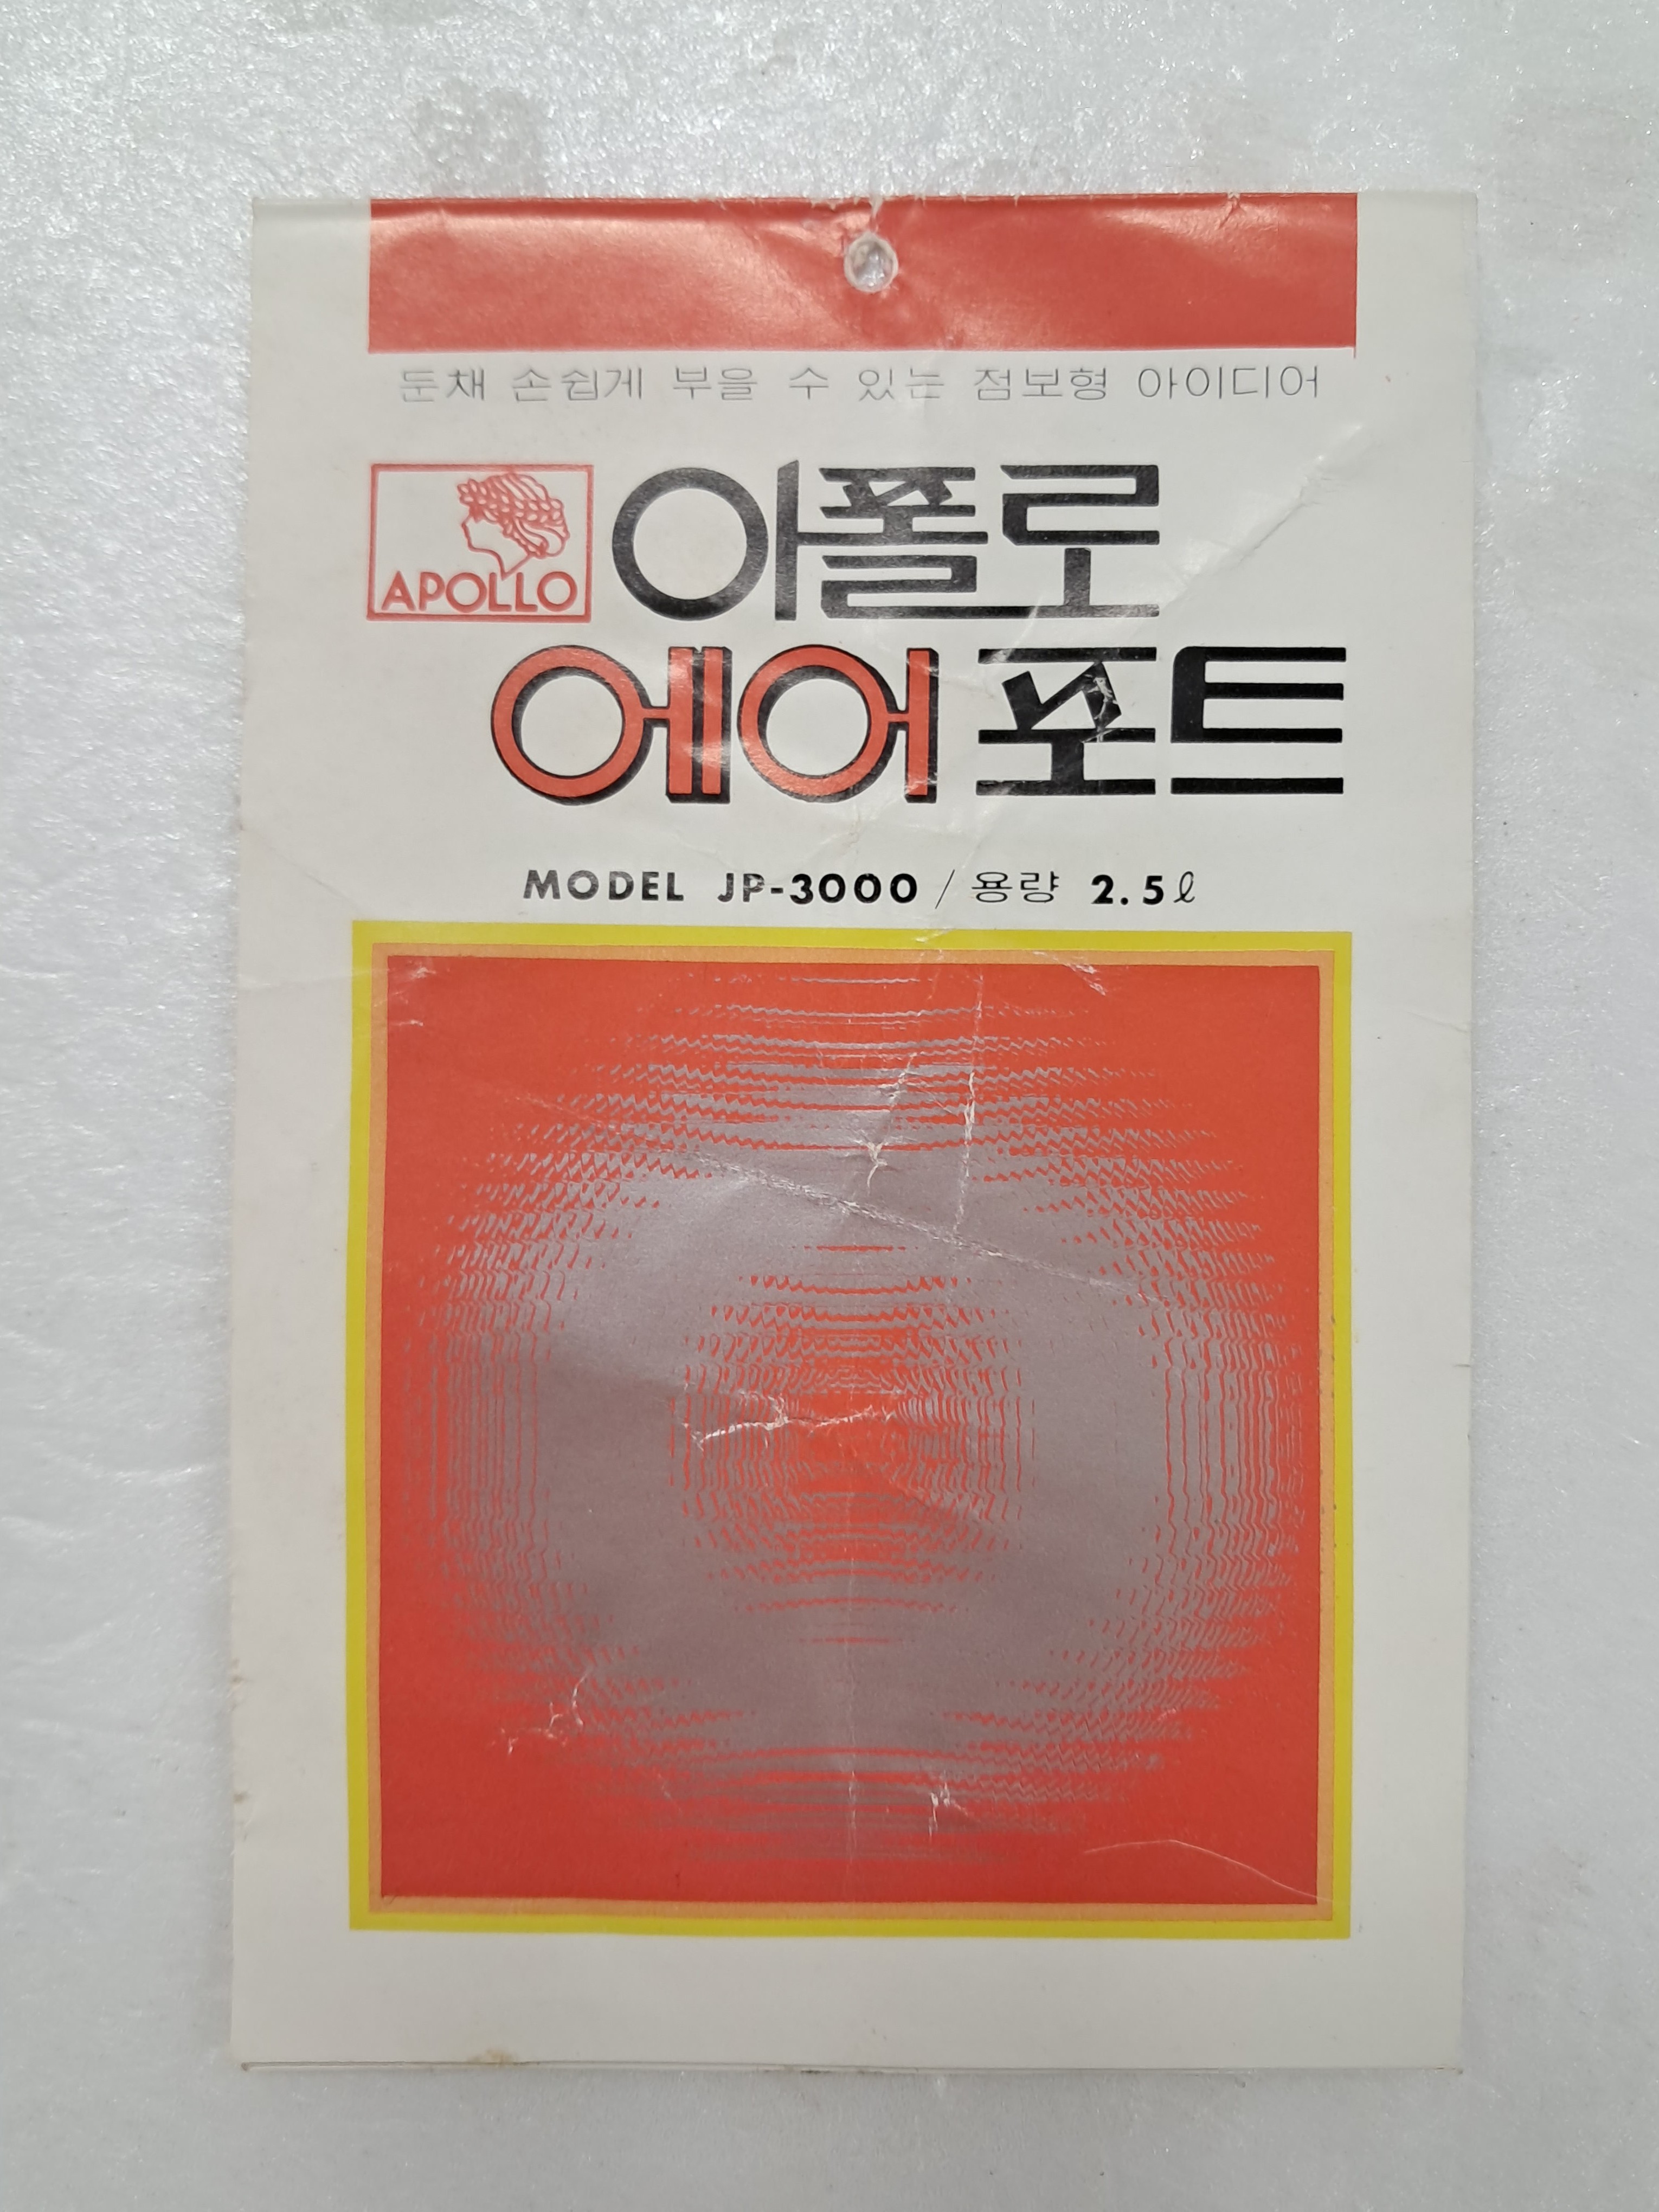 둔채 손쉽게 부을 수 있는 점보형 아이디어
APOLLO
아폴로
에어포트
MODEL JP-3000 / 용량 2.5ℓ